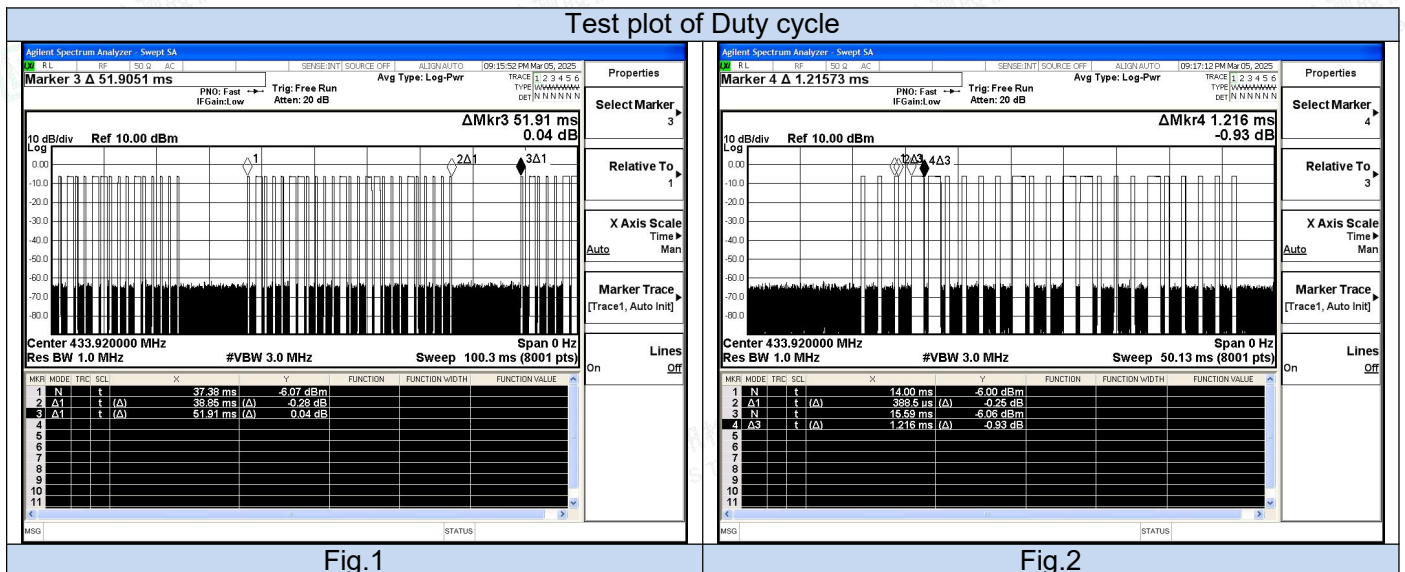 Test plot of Duty cycle
Agilent Spectrum Analyzer - Swept SA
RL RF 50 Ω AC SENSE:INT SOURCE OFF ALIGNAUTO 09:15:52 PM Mar 05, 2025
Marker 3 Δ 51.9051 ms
PNO: Fast
IFGain:Low
Trig: Free Run
Atten: 20 dB
Avg Type: Log-Pwr
TRACE 1 2 3 4 5 6
TYPE WWWWWW
DET N N N N N N
ΔMkr3 51.91 ms
0.04 dB
10 dB/div Ref 10.00 dBm
Log
1
2Δ1
3Δ1
0.00
-10.0
-20.0
-30.0
-40.0
-50.0
-60.0
-70.0
-80.0
Center 433.920000 MHz Span 0 Hz
Res BW 1.0 MHz #VBW 3.0 MHz Sweep 100.3 ms (8001 pts)
MKR MODE TRC SCL X Y FUNCTION FUNCTION WIDTH FUNCTION VALUE
1 N t 37.38 ms -6.07 dBm
2 Δ1 t (Δ) 38.85 ms (Δ) -0.28 dB
3 Δ1 t (Δ) 51.91 ms (Δ) 0.04 dB
4
5
6
7
8
9
10
11
MSG STATUS
Properties
Select Marker
3
Relative To
1
X Axis Scale
Time
Auto Man
Marker Trace
[Trace1, Auto Init]
Lines
On Off
Fig.1
Agilent Spectrum Analyzer - Swept SA
RL RF 50 Ω AC SENSE:INT SOURCE OFF ALIGNAUTO 09:17:12 PM Mar 05, 2025
Marker 4 Δ 1.21573 ms
PNO: Fast
IFGain:Low
Trig: Free Run
Atten: 20 dB
Avg Type: Log-Pwr
TRACE 1 2 3 4 5 6
TYPE WWWWWW
DET N N N N N N
ΔMkr4 1.216 ms
-0.93 dB
10 dB/div Ref 10.00 dBm
Log
4Δ3
0.00
-10.0
-20.0
-30.0
-40.0
-50.0
-60.0
-70.0
-80.0
Center 433.920000 MHz Span 0 Hz
Res BW 1.0 MHz #VBW 3.0 MHz Sweep 50.13 ms (8001 pts)
MKR MODE TRC SCL X Y FUNCTION FUNCTION WIDTH FUNCTION VALUE
1 N t 14.00 ms -6.00 dBm
2 Δ1 t (Δ) 388.5 µs (Δ) -0.25 dB
3 N t 15.59 ms -6.06 dBm
4 Δ3 t (Δ) 1.216 ms (Δ) -0.93 dB
5
6
7
8
9
10
11
MSG STATUS
Properties
Select Marker
4
Relative To
3
X Axis Scale
Time
Auto Man
Marker Trace
[Trace1, Auto Init]
Lines
On Off
Fig.2